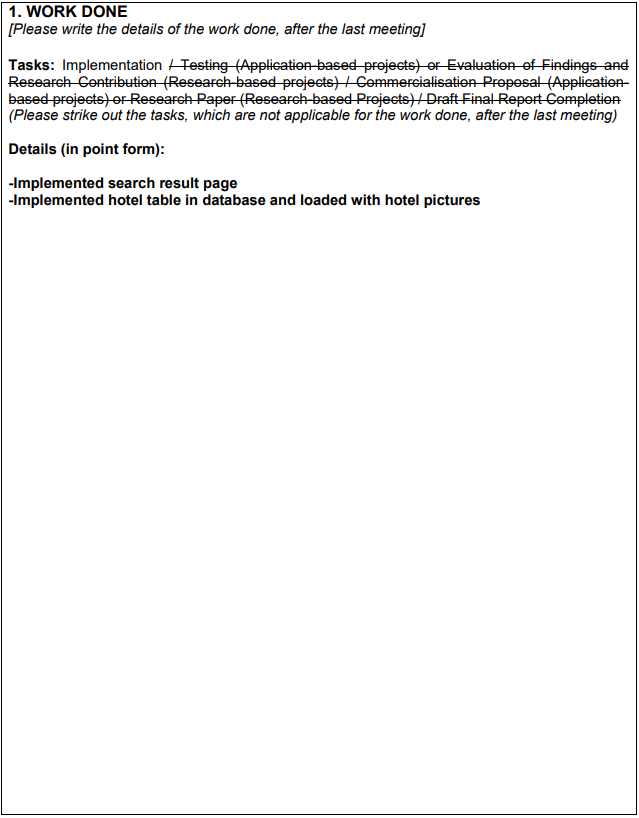 1. WORK DONE
[Please write the details of the work done, after the last meeting]
Tasks: Implementation / Testing (Application-based projects) or Evaluation of Findings and
Research Contribution (Research-based projects) / Commercialisation Proposal (Application-
based projects) or Research Paper (Research-based Projects) / Draft Final Report Completion
(Please strike out the tasks, which are not applicable for the work done, after the last meeting)
Details (in point form):
-Implemented search result page
-Implemented hotel table in database and loaded with hotel pictures